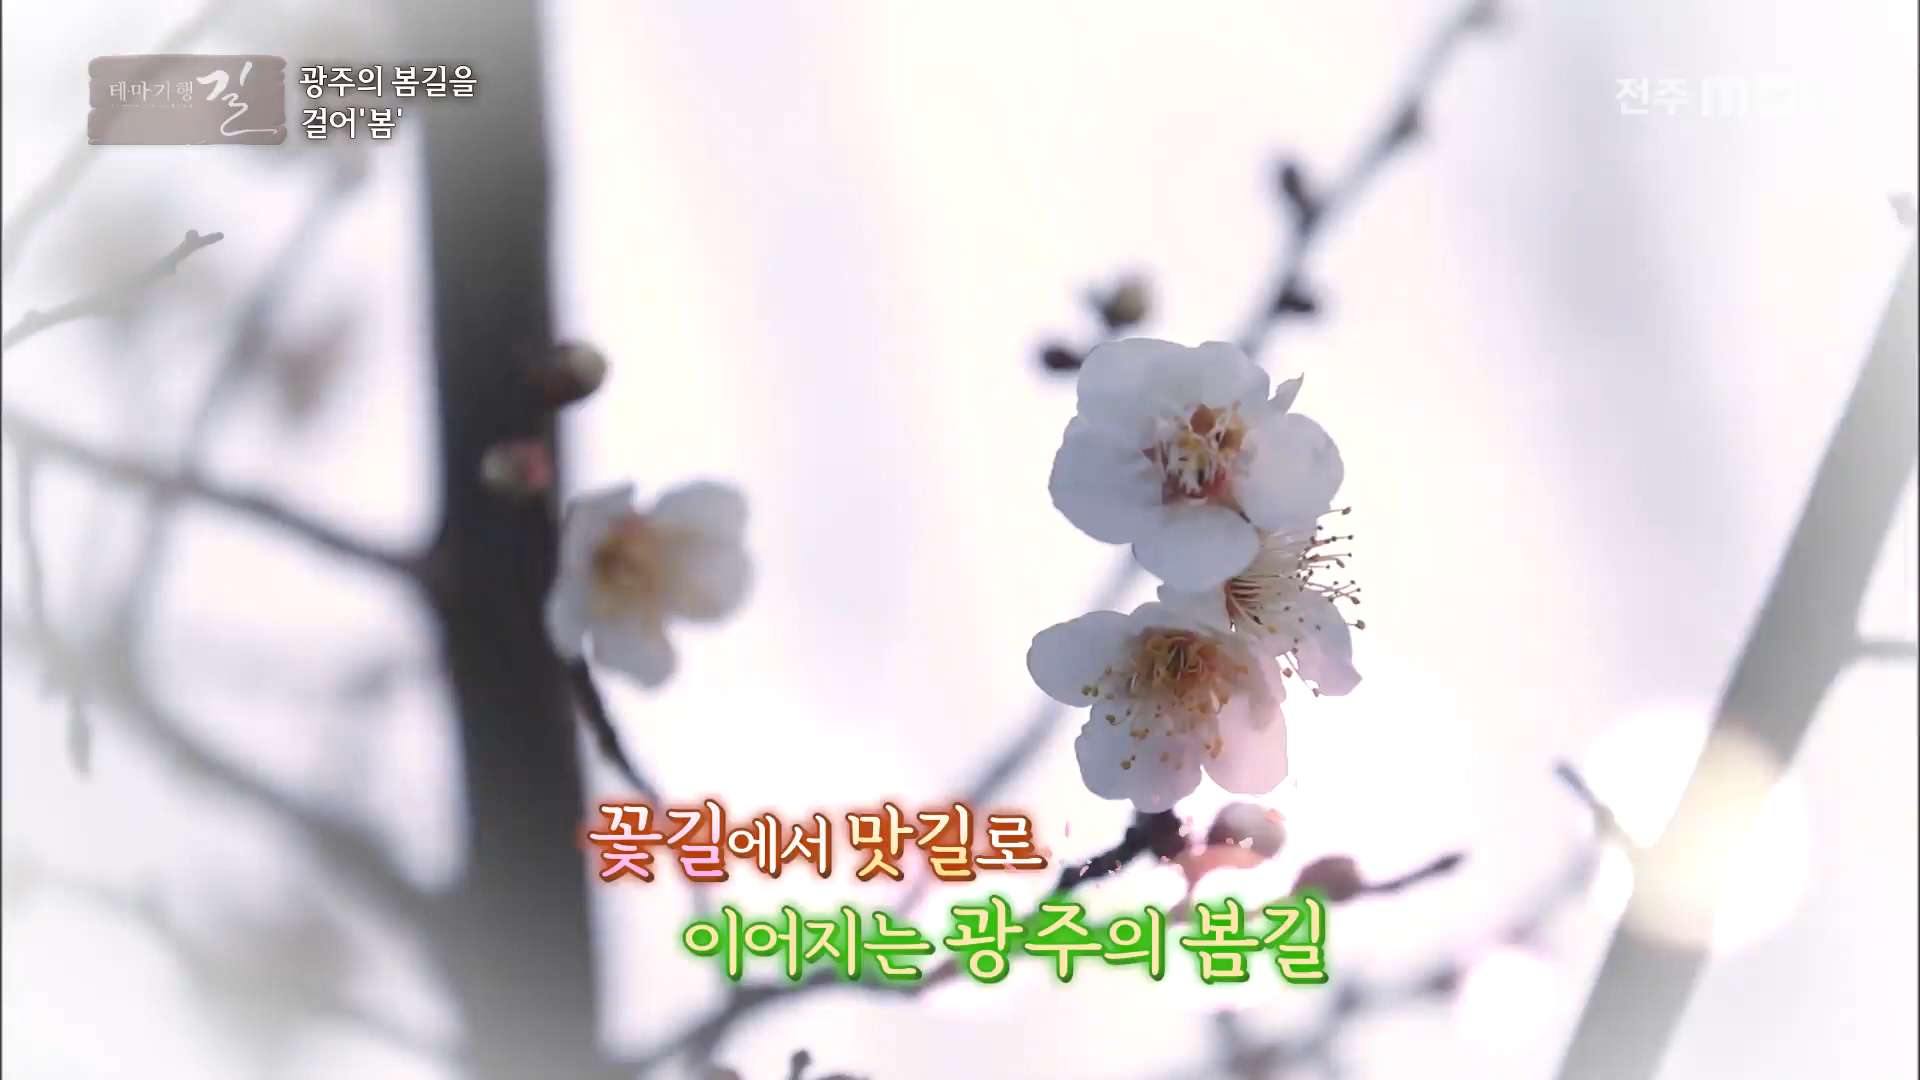 테·마·기·행 길
광주의 봄길을
걸어'봄'
전주 MBC
꽃길에서 맛길로
이어지는 광주의 봄길